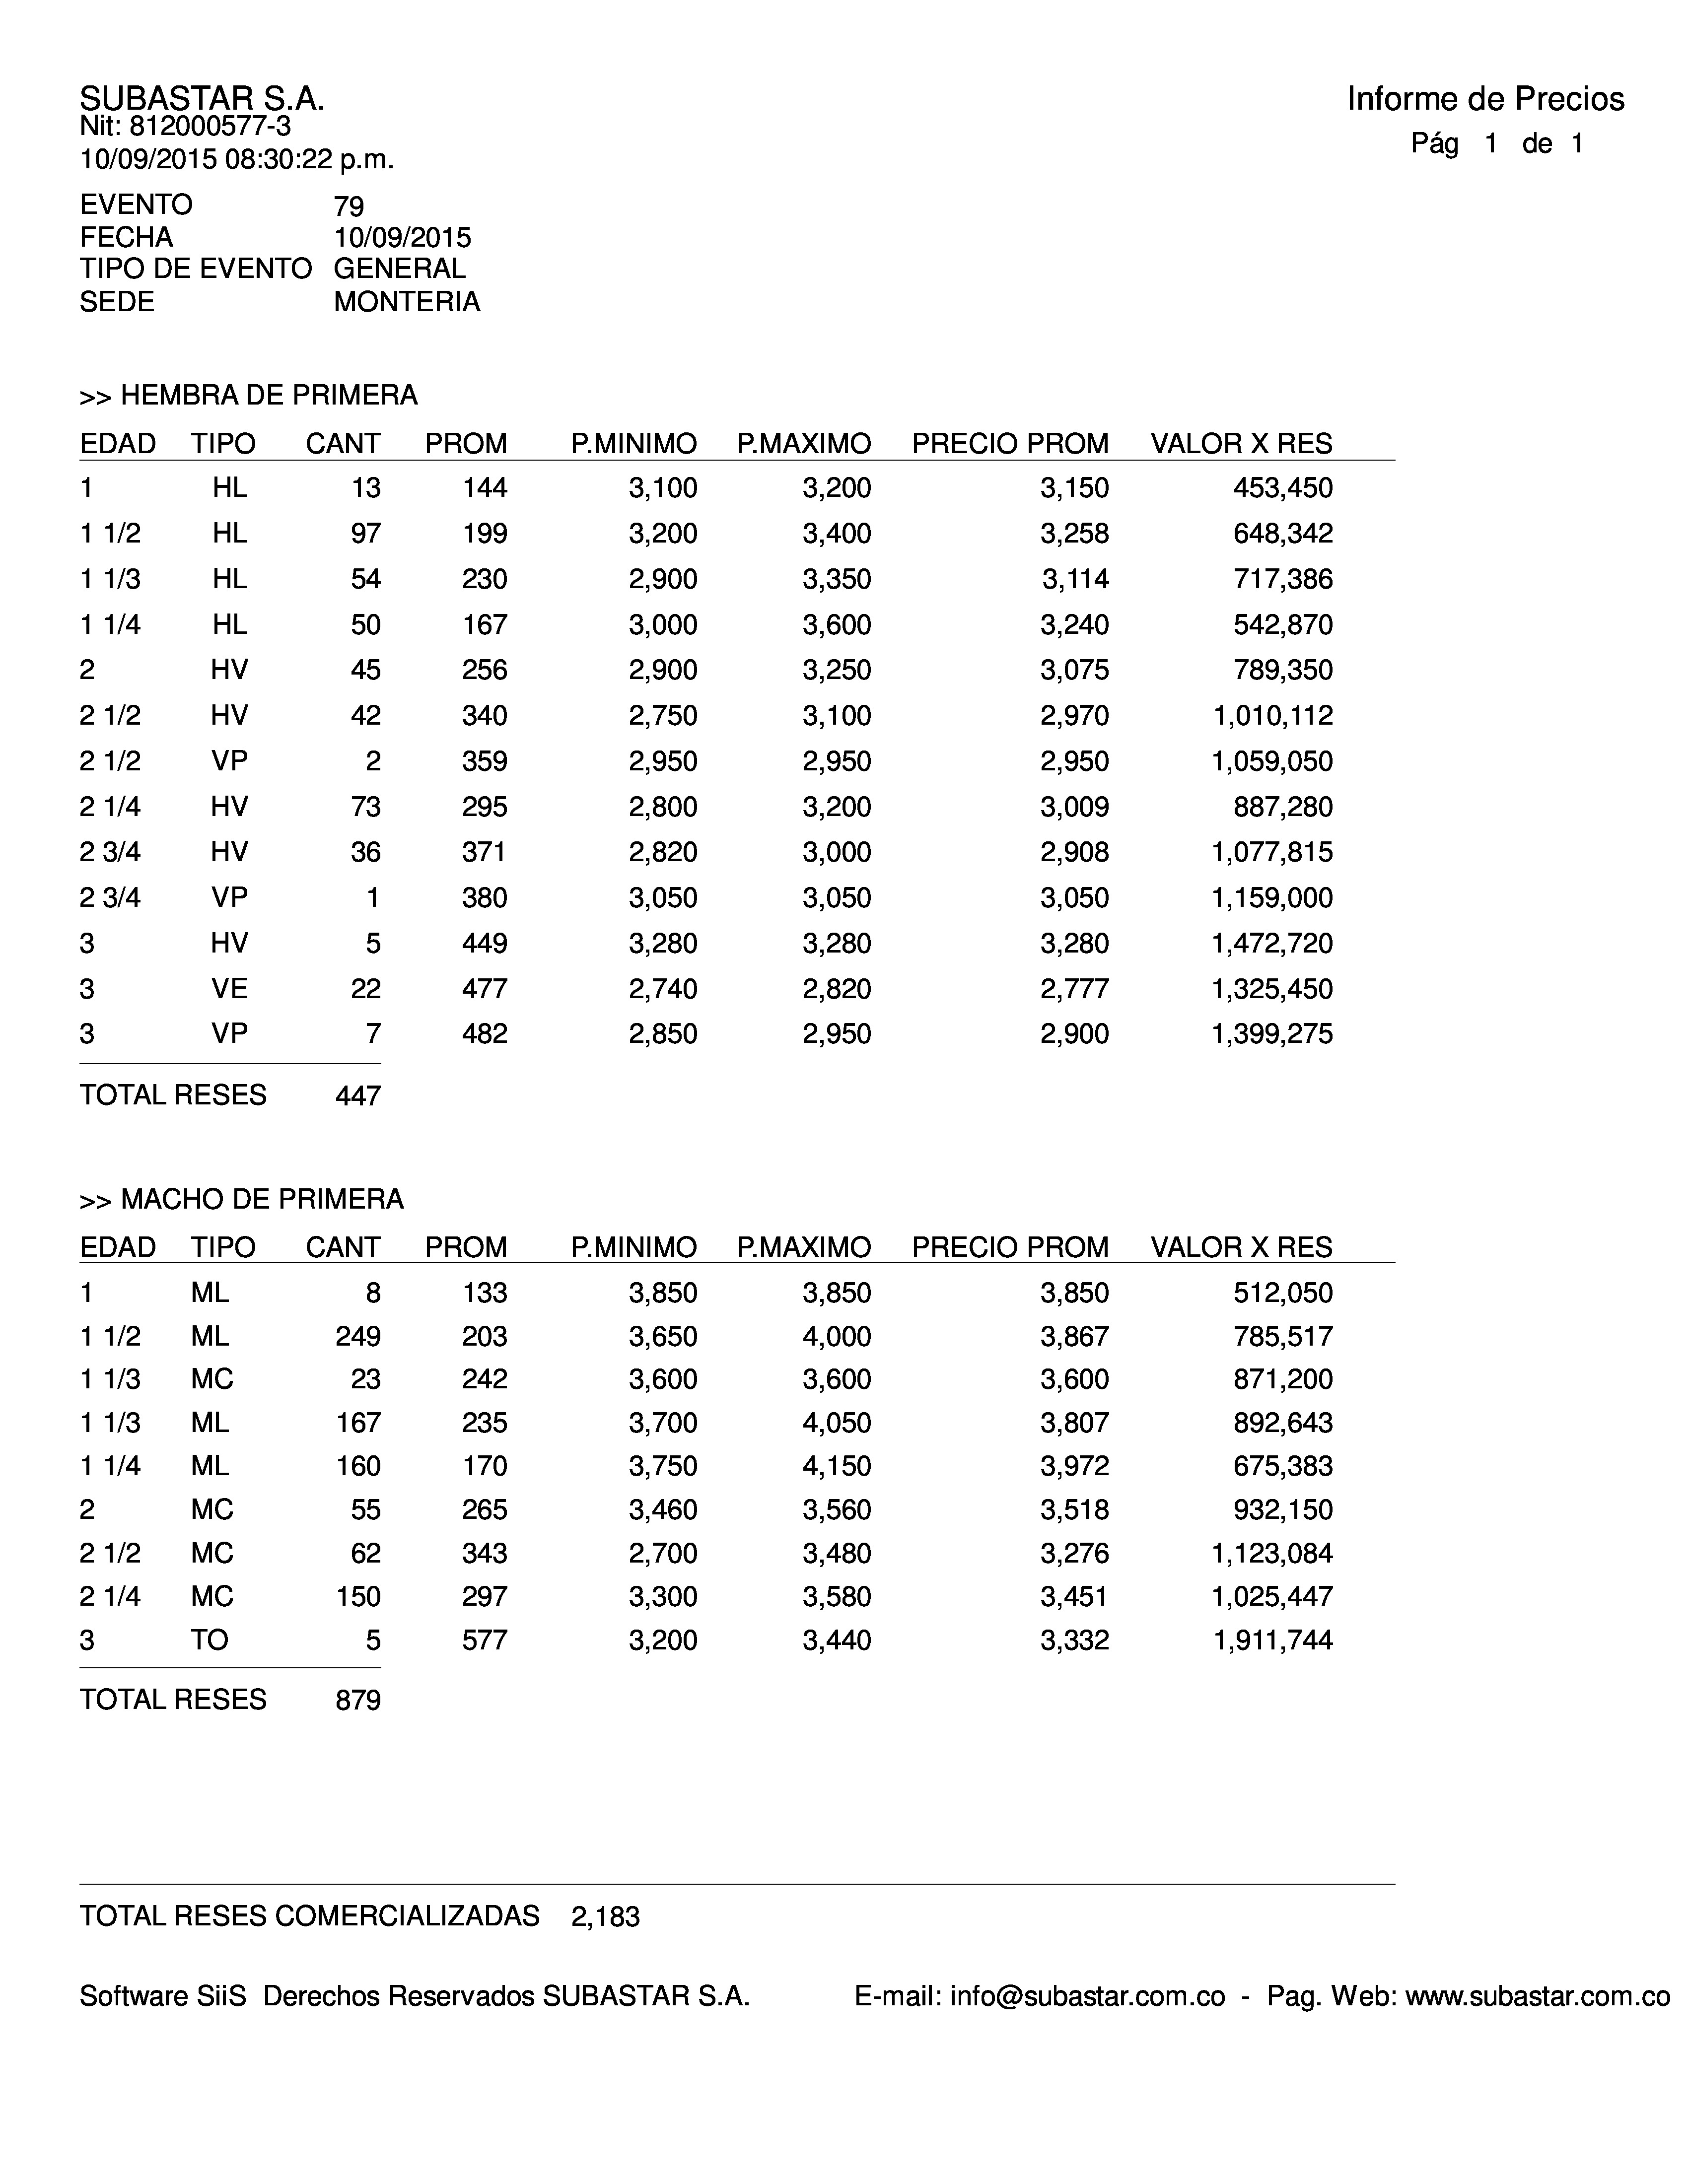 SUBASTAR S.A.
Informe de Precios
Nit: 812000577-3
Pág 1 de 1
10/09/2015 08:30:22 p.m.
EVENTO 79
FECHA 10/09/2015
TIPO DE EVENTO GENERAL
SEDE MONTERIA
>> HEMBRA DE PRIMERA
EDAD TIPO CANT PROM P.MINIMO P.MAXIMO PRECIO PROM VALOR X RES
1 HL 13 144 3,100 3,200 3,150 453,450
1 1/2 HL 97 199 3,200 3,400 3,258 648,342
1 1/3 HL 54 230 2,900 3,350 3,114 717,386
1 1/4 HL 50 167 3,000 3,600 3,240 542,870
2 HV 45 256 2,900 3,250 3,075 789,350
2 1/2 HV 42 340 2,750 3,100 2,970 1,010,112
2 1/2 VP 2 359 2,950 2,950 2,950 1,059,050
2 1/4 HV 73 295 2,800 3,200 3,009 887,280
2 3/4 HV 36 371 2,820 3,000 2,908 1,077,815
2 3/4 VP 1 380 3,050 3,050 3,050 1,159,000
3 HV 5 449 3,280 3,280 3,280 1,472,720
3 VE 22 477 2,740 2,820 2,777 1,325,450
3 VP 7 482 2,850 2,950 2,900 1,399,275
TOTAL RESES 447
>> MACHO DE PRIMERA
EDAD TIPO CANT PROM P.MINIMO P.MAXIMO PRECIO PROM VALOR X RES
1 ML 8 133 3,850 3,850 3,850 512,050
1 1/2 ML 249 203 3,650 4,000 3,867 785,517
1 1/3 MC 23 242 3,600 3,600 3,600 871,200
1 1/3 ML 167 235 3,700 4,050 3,807 892,643
1 1/4 ML 160 170 3,750 4,150 3,972 675,383
2 MC 55 265 3,460 3,560 3,518 932,150
2 1/2 MC 62 343 2,700 3,480 3,276 1,123,084
2 1/4 MC 150 297 3,300 3,580 3,451 1,025,447
3 TO 5 577 3,200 3,440 3,332 1,911,744
TOTAL RESES 879
TOTAL RESES COMERCIALIZADAS 2,183
Software SiiS Derechos Reservados SUBASTAR S.A. E-mail: info@subastar.com.co - Pag. Web: www.subastar.com.co